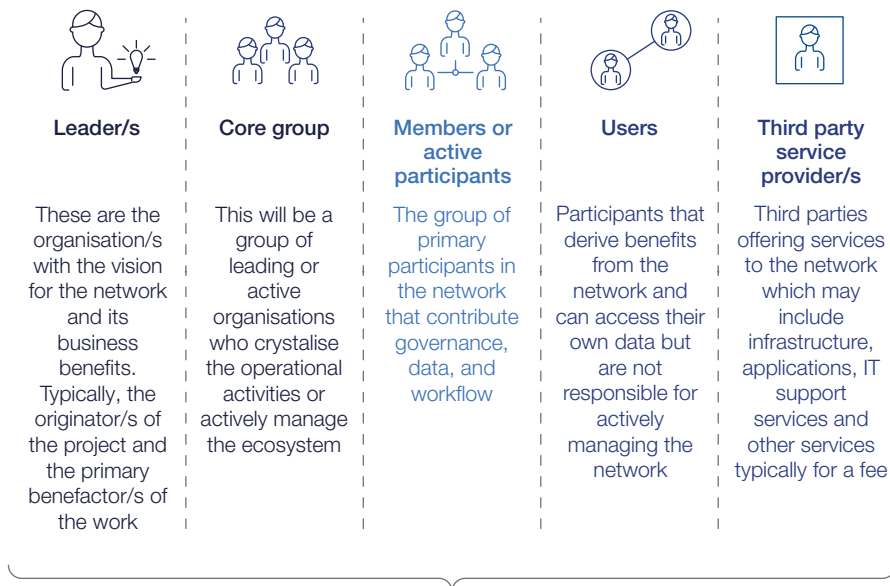 Leader/s
These are the
organisation/s
with the vision
for the network
and its
business
benefits.
Typically, the
originator/s of
the project and
the primary
benefactor/s of
the work
Core group
This will be a
group of
leading or
active
organisations
who crystalise
the operational
activities or
actively manage
the ecosystem
Members or
active
participants
The group of
primary
participants in
the network
that contribute
governance,
data, and
workflow
Users
Participants that
derive benefits
from the
network and
can access their
own data but
are not
responsible for
actively
managing the
network
Third party
service
provider/s
Third parties
offering services
to the network
which may
include
infrastructure,
applications, IT
support
services and
other services
typically for a fee